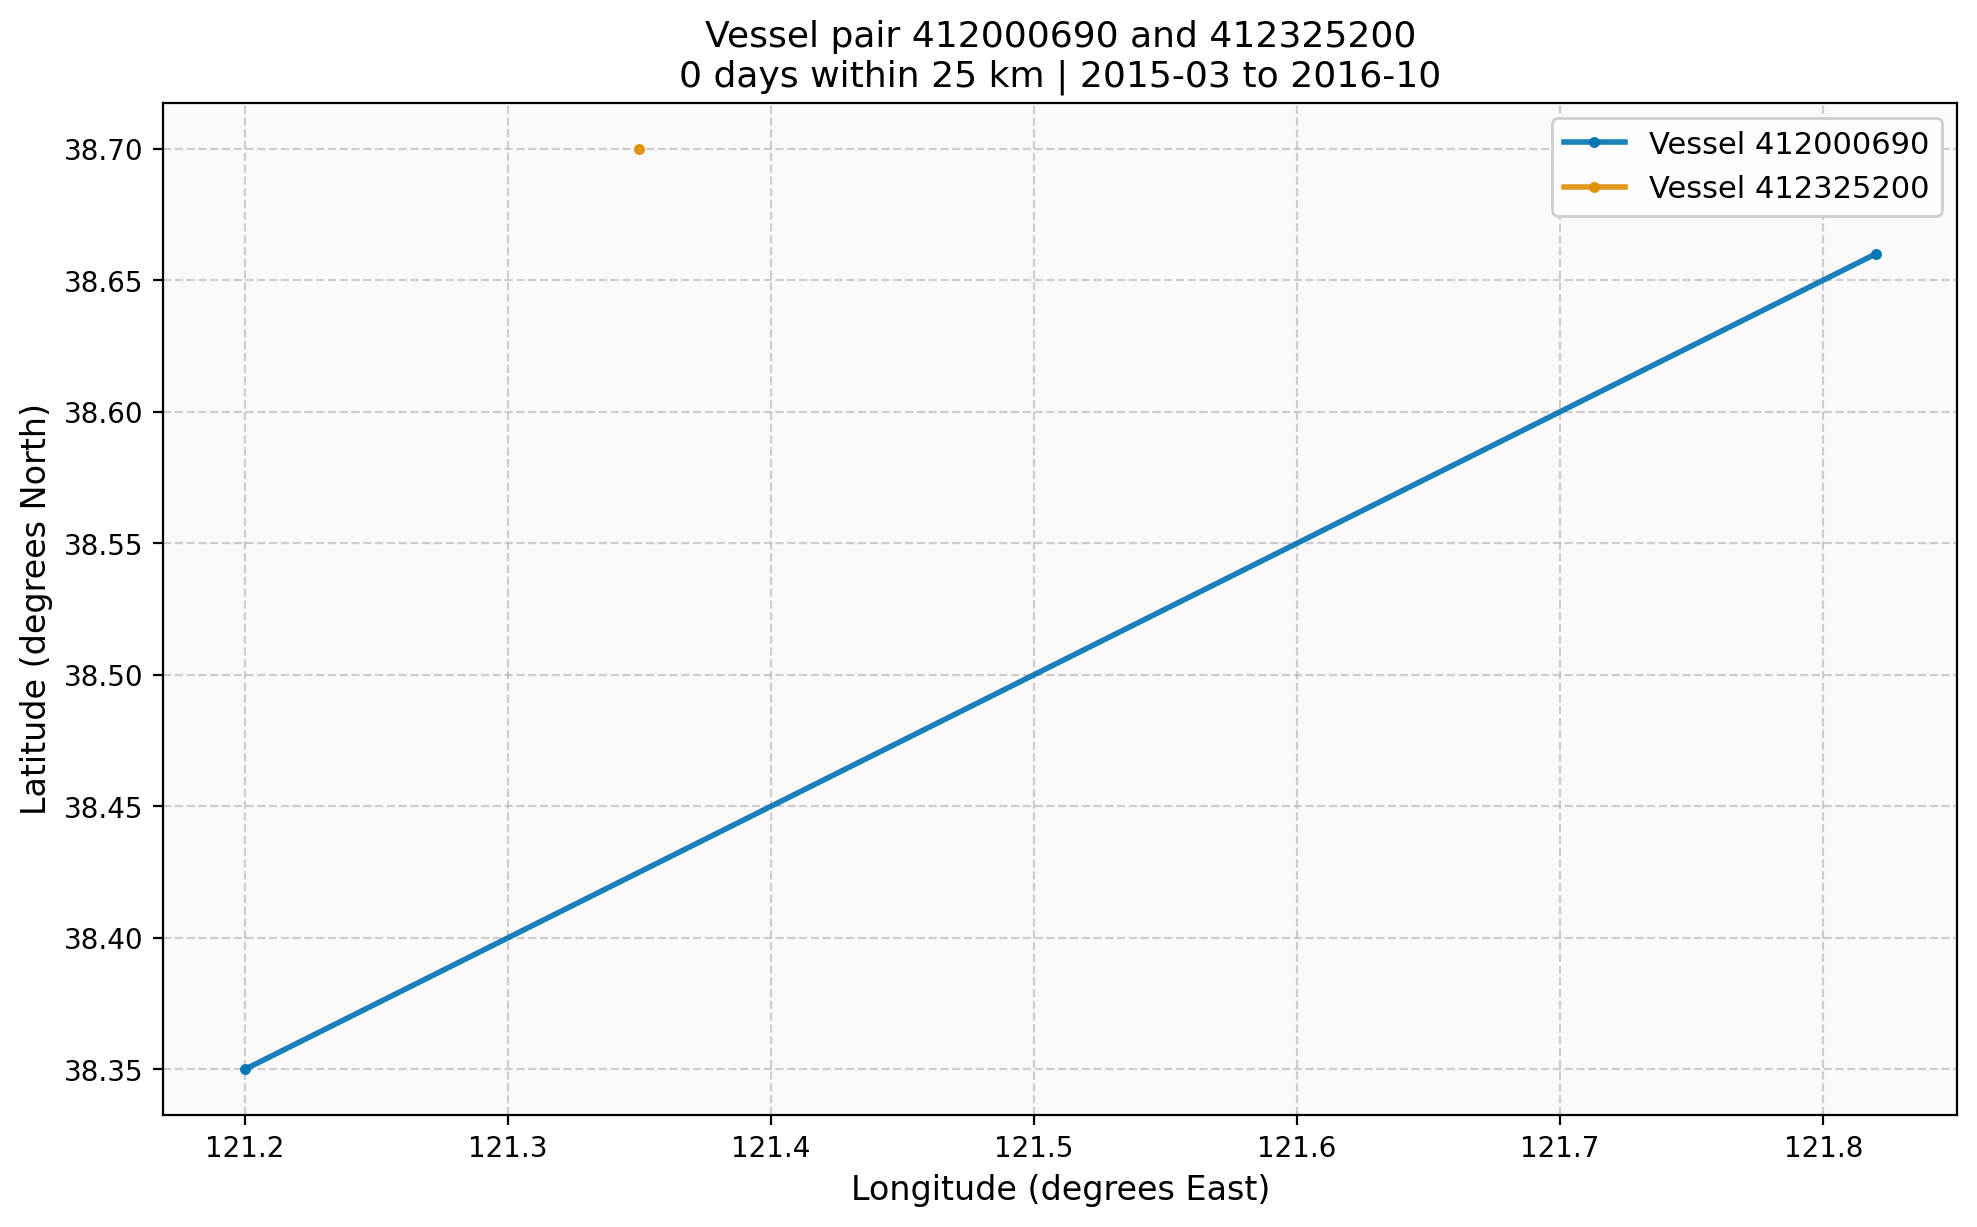 Vessel pair 412000690 and 412325200
0 days within 25 km | 2015-03 to 2016-10
Vessel 412000690
Vessel 412325200
Latitude (degrees North)
38.70
38.65
38.60
38.55
38.50
38.45
38.40
38.35
121.2 121.3 121.4 121.5 121.6 121.7 121.8
Longitude (degrees East)